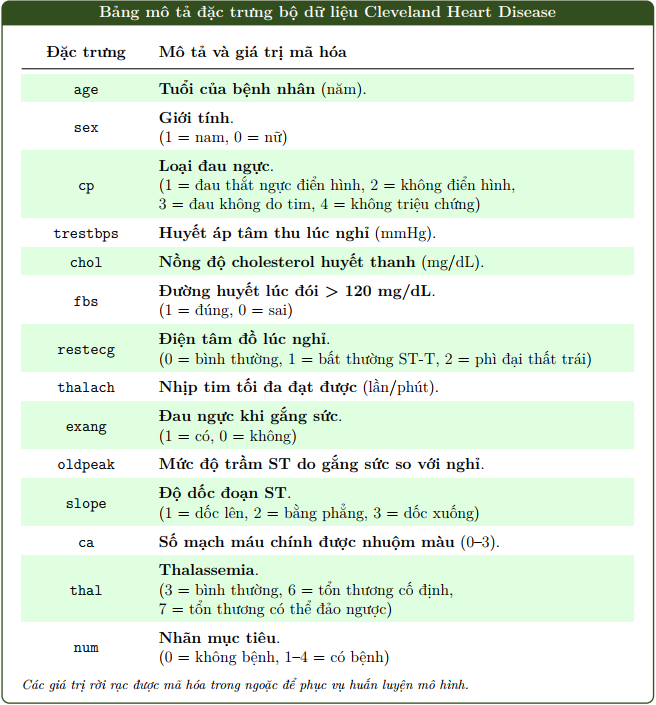 Bảng mô tả đặc trưng bộ dữ liệu Cleveland Heart Disease
Đặc trưng Mô tả và giá trị mã hóa
age Tuổi của bệnh nhân (năm).
sex Giới tính.
(1 = nam, 0 = nữ)
cp Loại đau ngực.
(1 = đau thắt ngực điển hình, 2 = không điển hình,
3 = đau không do tim, 4 = không triệu chứng)
trestbps Huyết áp tâm thu lúc nghỉ (mmHg).
chol Nồng độ cholesterol huyết thanh (mg/dL).
fbs Đường huyết lúc đói > 120 mg/dL.
(1 = đúng, 0 = sai)
restecg Điện tâm đồ lúc nghỉ.
(0 = bình thường, 1 = bất thường ST-T, 2 = phì đại thất trái)
thalach Nhịp tim tối đa đạt được (lần/phút).
exang Đau ngực khi gắng sức.
(1 = có, 0 = không)
oldpeak Mức độ trầm ST do gắng sức so với nghỉ.
slope Độ dốc đoạn ST.
(1 = dốc lên, 2 = bằng phẳng, 3 = dốc xuống)
ca Số mạch máu chính được nhuộm màu (0–3).
thal Thalassemia.
(3 = bình thường, 6 = tổn thương cố định,
7 = tổn thương có thể đảo ngược)
num Nhãn mục tiêu.
(0 = không bệnh, 1–4 = có bệnh)
Các giá trị rời rạc được mã hóa trong ngoặc để phục vụ huấn luyện mô hình.